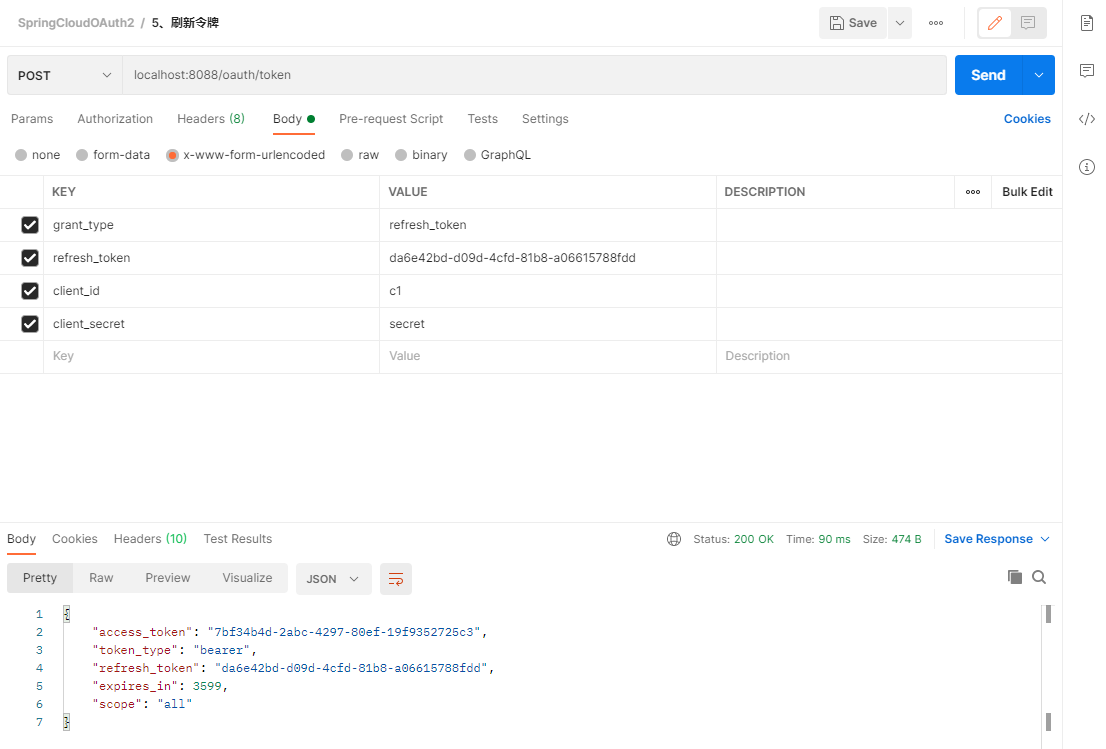 SpringCloudOAuth2 / 5、刷新令牌
Save
POST
localhost:8088/oauth/token
Send
Params Authorization Headers (8) Body Pre-request Script Tests Settings Cookies
none form-data x-www-form-urlencoded raw binary GraphQL
KEY VALUE DESCRIPTION Bulk Edit
grant_type refresh_token
refresh_token da6e42bd-d09d-4cfd-81b8-a06615788fdd
client_id c1
client_secret secret
Key Value Description
Body Cookies Headers (10) Test Results Status: 200 OK Time: 90 ms Size: 474 B Save Response
Pretty Raw Preview Visualize JSON
1 {
2 "access_token": "7bf34b4d-2abc-4297-80ef-19f9352725c3",
3 "token_type": "bearer",
4 "refresh_token": "da6e42bd-d09d-4cfd-81b8-a06615788fdd",
5 "expires_in": 3599,
6 "scope": "all"
7 }